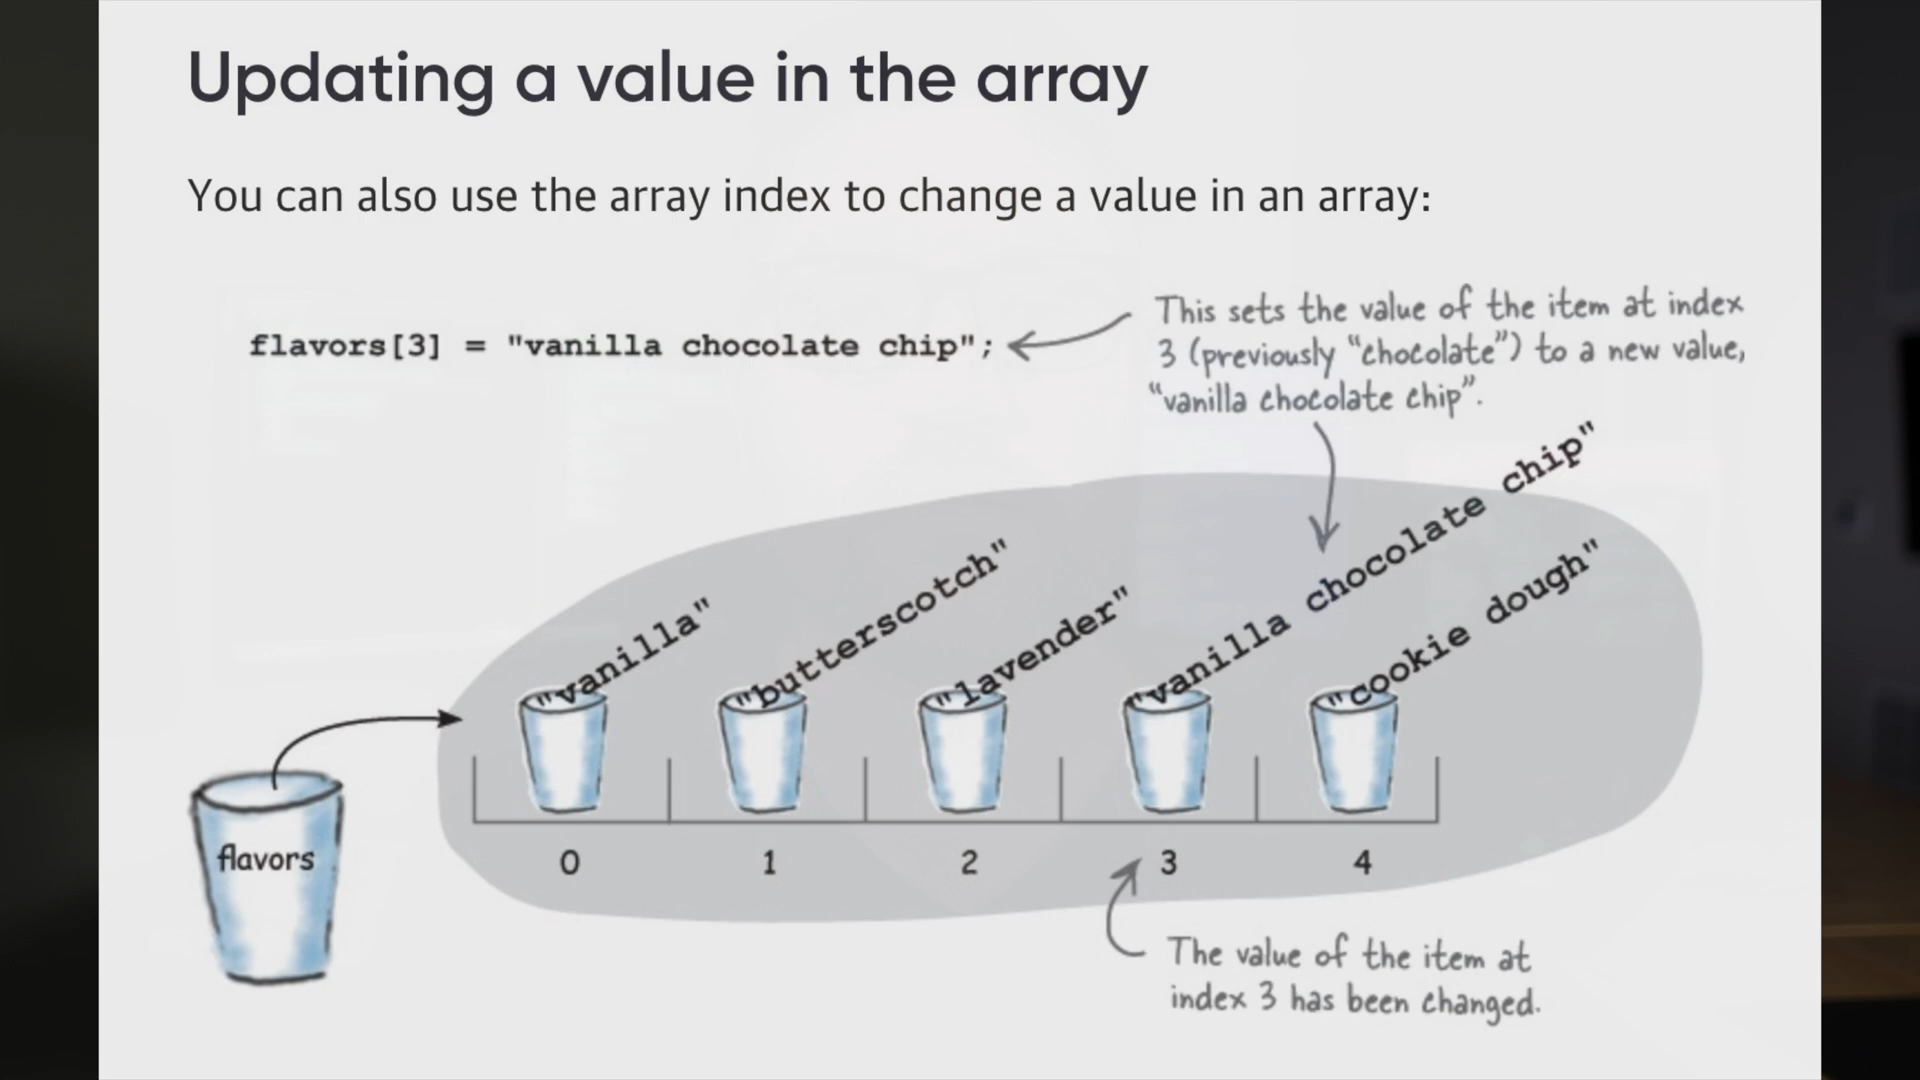 Updating a value in the array
You can also use the array index to change a value in an array:
flavors[3] = "vanilla chocolate chip";
This sets the value of the item at index
3 (previously “chocolate”) to a new value,
“vanilla chocolate chip”.
"vanilla"
"butterscotch"
"lavender"
"vanilla chocolate chip"
"cookie dough"
flavors
0 1 2 3 4
The value of the item at
index 3 has been changed.